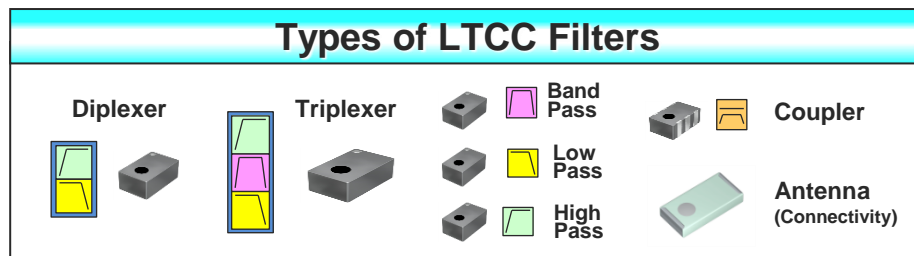 Types of LTCC Filters
Diplexer
Triplexer
Band
Pass
Low
Pass
High
Pass
Coupler
Antenna
(Connectivity)